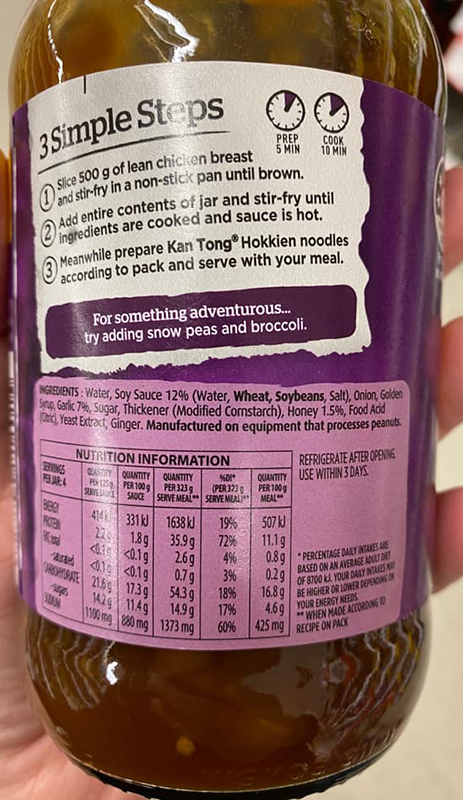 3 Simple Steps
PREP
5 MIN
COOK
10 MIN
1 Slice 500 g of lean chicken breast
and stir-fry in a non-stick pan until brown.
2 Add entire contents of jar and stir-fry until
ingredients are cooked and sauce is hot.
3 Meanwhile prepare Kan Tong® Hokkien noodles
according to pack and serve with your meal.
For something adventurous...
try adding snow peas and broccoli.
INGREDIENTS : Water, Soy Sauce 12% (Water, Wheat, Soybeans, Salt), Onion, Golden
Syrup, Garlic 7%, Sugar, Thickener (Modified Cornstarch), Honey 1.5%, Food Acid
(Citric), Yeast Extract, Ginger. Manufactured on equipment that processes peanuts.
NUTRITION INFORMATION
SERVINGS PER JAR: 4 QUANTITY PER 125 g SERVE SAUCE QUANTITY PER 100 g SAUCE QUANTITY PER 323 g SERVE MEAL** %DI* (PER 323 g SERVE MEAL)** QUANTITY PER 100 g MEAL**
ENERGY 414 kJ 331 kJ 1638 kJ 19% 507 kJ
PROTEIN 2.2 g 1.8 g 35.9 g 72% 11.1 g
FAT, total <0.1 g <0.1 g 2.6 g 4% 0.8 g
-saturated <0.1 g <0.1 g 0.7 g 3% 0.2 g
CARBOHYDRATE 21.6 g 17.3 g 54.3 g 18% 16.8 g
-sugars 14.2 g 11.4 g 14.9 g 17% 4.6 g
SODIUM 1100 mg 880 mg 1373 mg 60% 425 mg
REFRIGERATE AFTER OPENING.
USE WITHIN 3 DAYS.
* PERCENTAGE DAILY INTAKES ARE
BASED ON AN AVERAGE ADULT DIET
OF 8700 kJ. YOUR DAILY INTAKES MAY
BE HIGHER OR LOWER DEPENDING ON
YOUR ENERGY NEEDS.
** WHEN MADE ACCORDING TO
RECIPE ON PACK